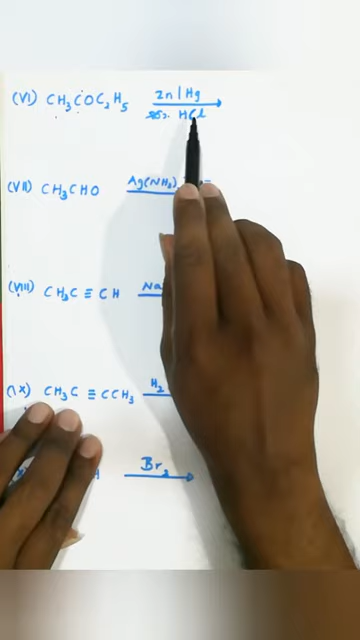 (VI) CH₃COC₂H₅ Zn|Hg
HCl
(VII) CH₃CHO Ag(NH₃)
(VIII) CH₃C ≡ CH Na
(IX) CH₃C ≡ CCH₃ H₂
H Br₂